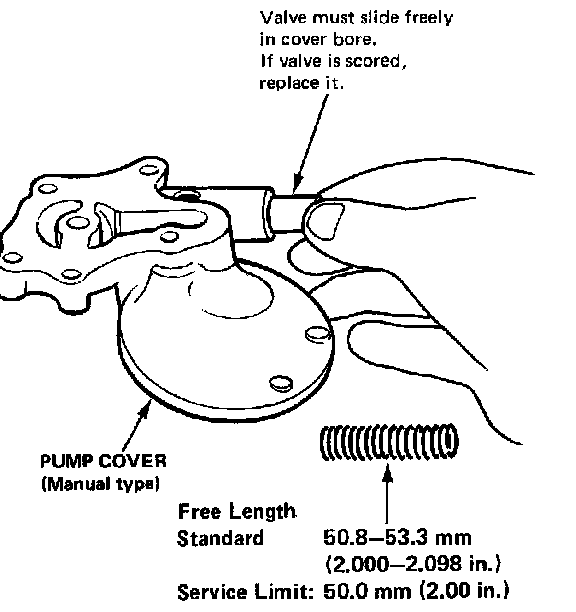 Valve must slide freely
in cover bore.
If valve is scored,
replace it.
PUMP COVER
(Manual type)
Free Length
Standard 50.8–53.3 mm
(2.000–2.098 in.)
Service Limit: 50.0 mm (2.00 in.)